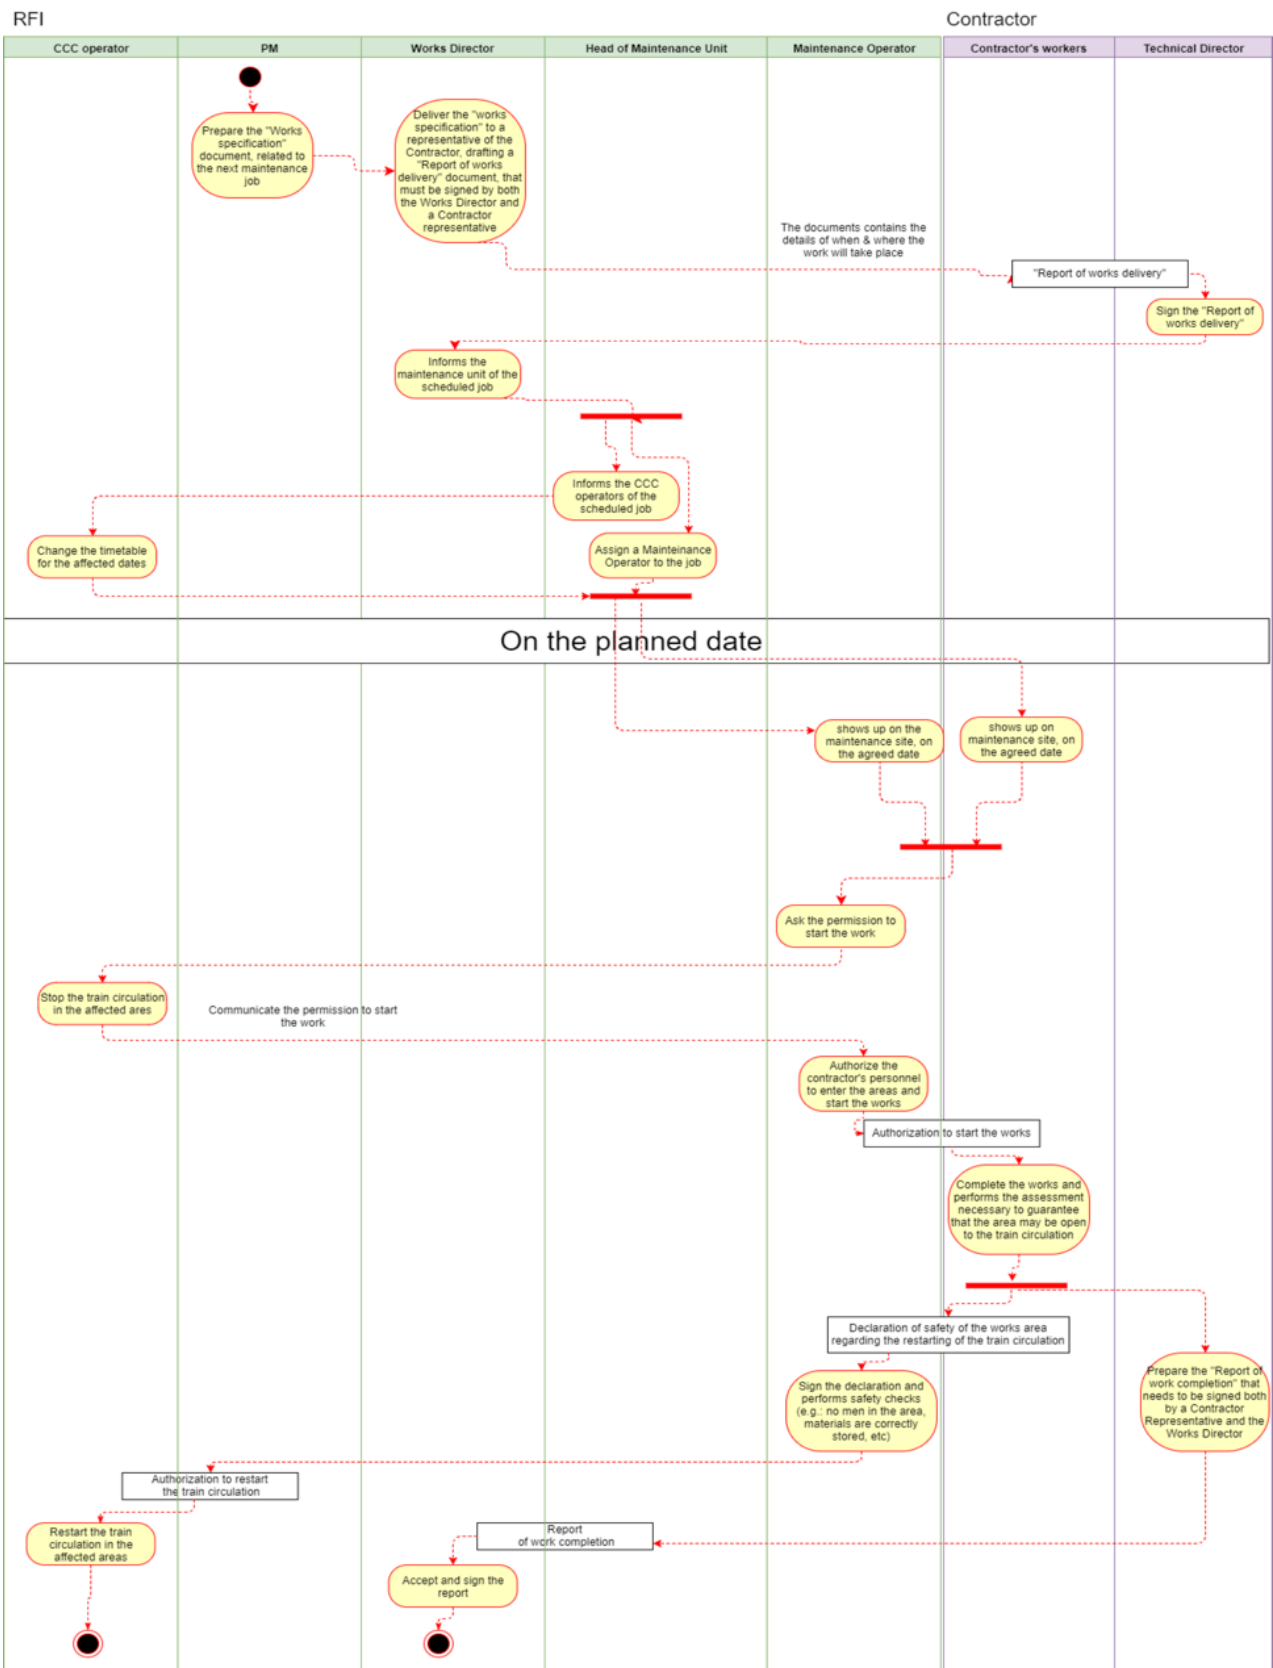 RFI
Contractor
CCC operator
PM
Works Director
Head of Maintenance Unit
Maintenance Operator
Contractor's workers
Technical Director
Prepare the "Works
specification"
document, related to
the next maintenance
job
Deliver the "works
specification" to a
representative of the
Contractor, drafting a
"Report of works
delivery" document, that
must be signed by both
the Works Director and
a Contractor
representative
The documents contains the
details of when & where the
work will take place
"Report of works delivery"
Sign the "Report of
works delivery"
Informs the
maintenance unit of the
scheduled job
Informs the CCC
operators of the
scheduled job
Change the timetable
for the affected dates
Assign a Mainteinance
Operator to the job
On the planned date
shows up on the
maintenance site, on
the agreed date
shows up on
maintenance site, on
the agreed date
Ask the permission to
start the work
Stop the train circulation
in the affected ares
Communicate the permission to start
the work
Authorize the
contractor's personnel
to enter the areas and
start the works
Authorization to start the works
Complete the works and
performs the assessment
necessary to guarantee
that the area may be open
to the train circulation
Declaration of safety of the works area
regarding the restarting of the train circulation
Sign the declaration and
performs safety checks
(e.g.: no men in the area,
materials are correctly
stored, etc)
Prepare the "Report of
work completion" that
needs to be signed both
by a Contractor
Representative and the
Works Director
Authorization to restart
the train circulation
Restart the train
circulation in the
affected areas
Report
of work completion
Accept and sign the
report